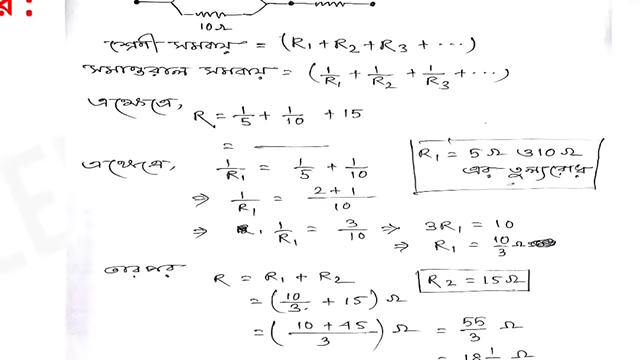 র:
10Ω
শ্রেণী সমবায় = (R₁ + R₂ + R₃ + ⋯)
সমান্তরাল সমবায় = (1/R₁ + 1/R₂ + 1/R₃ + ⋯)
এক্ষেত্রে,
R = 1/5 + 1/10 + 15
=
এক্ষেত্রে, 1/R₁ = 1/5 + 1/10
R₁ = 5Ω ও 10Ω
এর তুল্যরোধ
⇒ 1/R₁ = 2+1/10
⇒ 1/R₁ = 3/10 ⇒ 3R₁ = 10
⇒ R₁ = 10/3 Ω
তারপর R = R₁ + R₂
R₂ = 15Ω
= (10/3 + 15) Ω
= (10 + 45/3) Ω = 55/3 Ω
= 18 1/ Ω